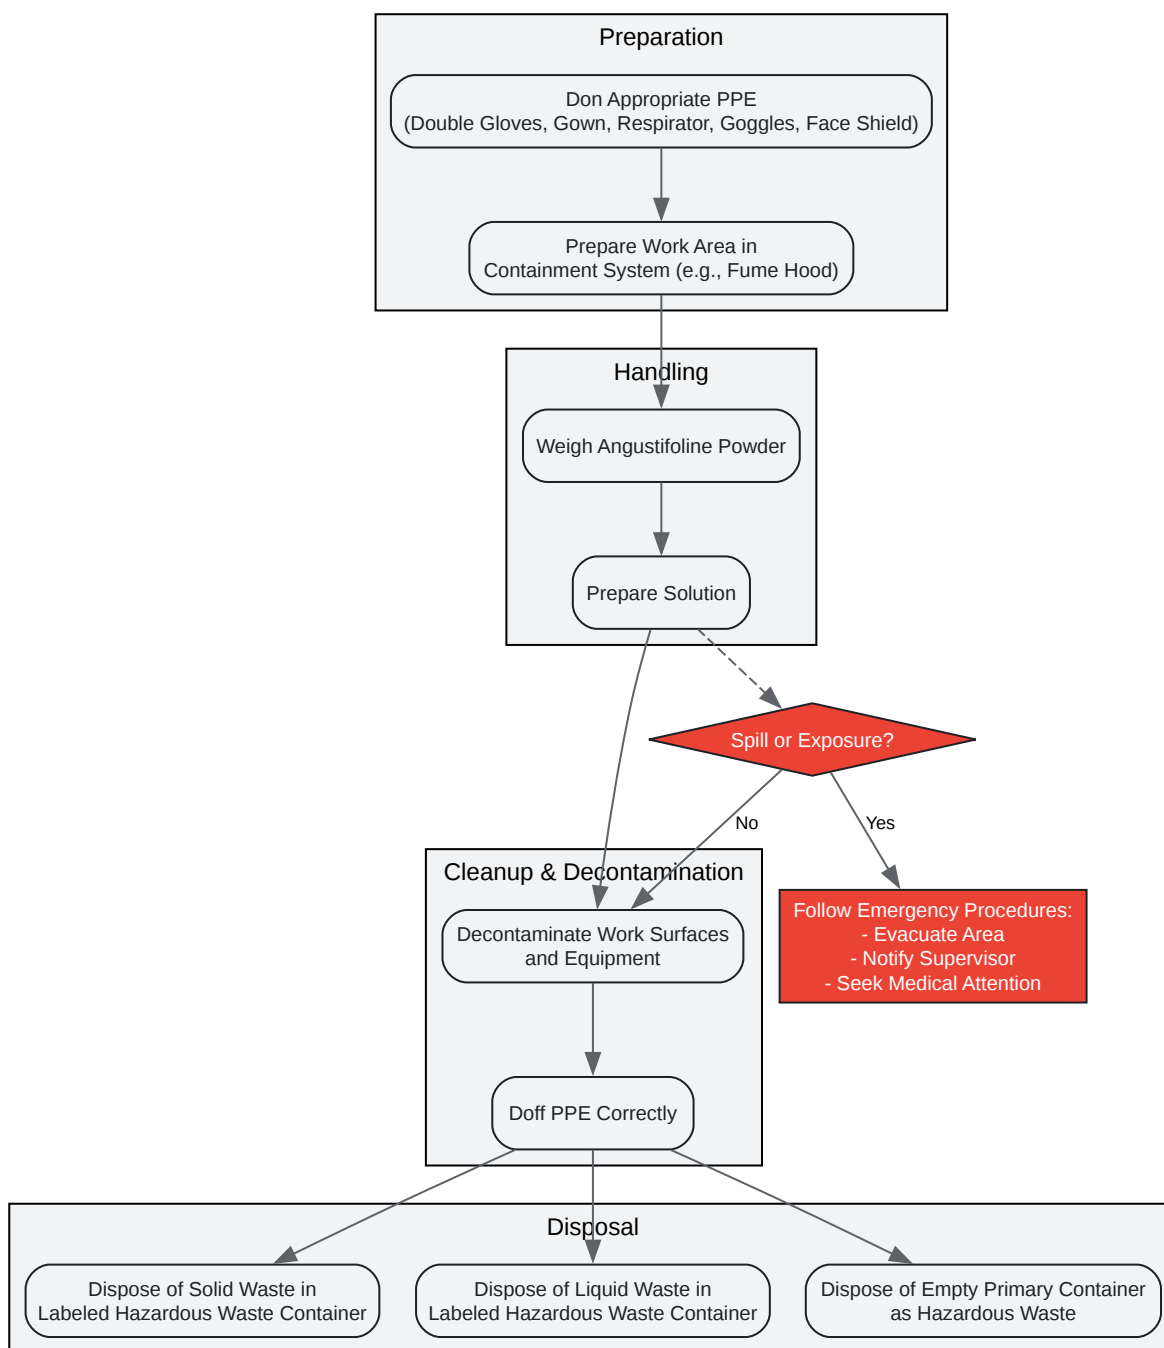 Preparation
Don Appropriate PPE
(Double Gloves, Gown, Respirator, Goggles, Face Shield)
Prepare Work Area in
Containment System (e.g., Fume Hood)
Handling
Weigh Angustifoline Powder
Prepare Solution
Spill or Exposure?
No
Yes
Cleanup & Decontamination
Decontaminate Work Surfaces
and Equipment
Follow Emergency Procedures:
- Evacuate Area
- Notify Supervisor
- Seek Medical Attention
Doff PPE Correctly
Disposal
Dispose of Solid Waste in
Labeled Hazardous Waste Container
Dispose of Liquid Waste in
Labeled Hazardous Waste Container
Dispose of Empty Primary Container
as Hazardous Waste